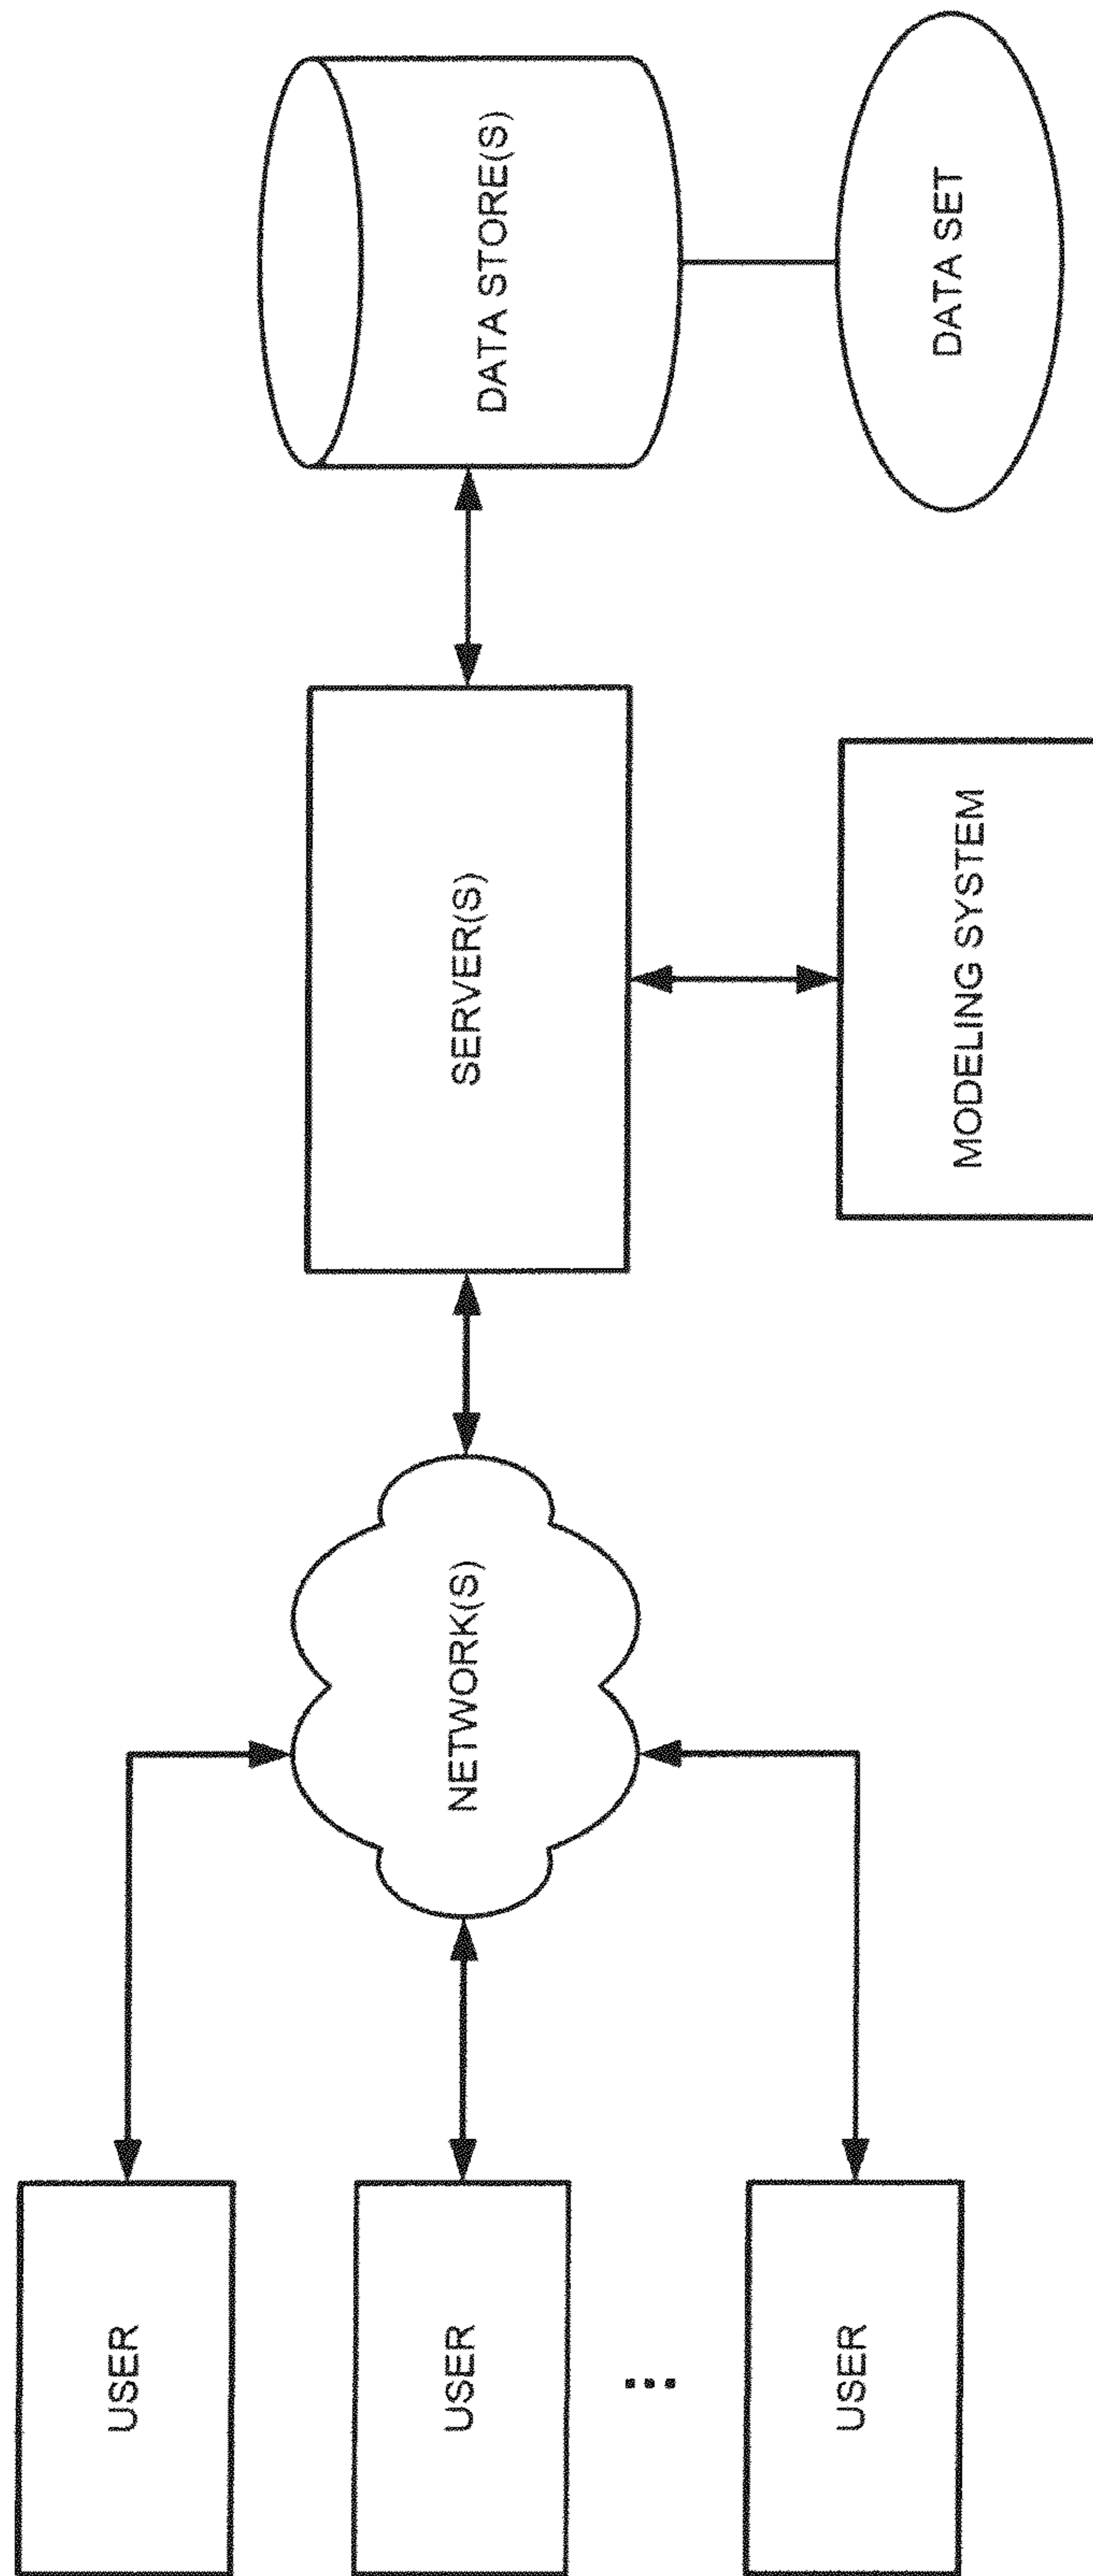 USER
USER
...
USER
NETWORK(S)
SERVER(S)
MODELING SYSTEM
DATA STORE(S)
DATA SET